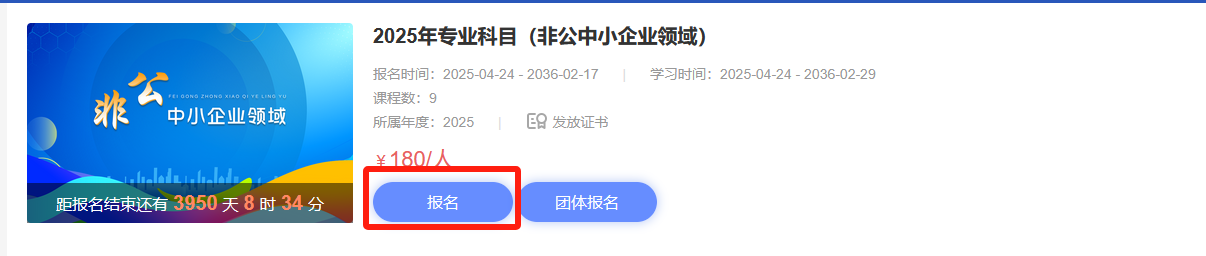 2025年专业科目（非公中小企业领域）
报名时间：2025-04-24 - 2036-02-17 | 学习时间：2025-04-24 - 2036-02-29
课程数：9
所属年度：2025 | 发放证书
¥180/人
报名 团体报名
非公
FEI GONG ZHONG XIAO QI YE LING YU
中小企业领域
距报名结束还有 3950 天 8 时 34 分